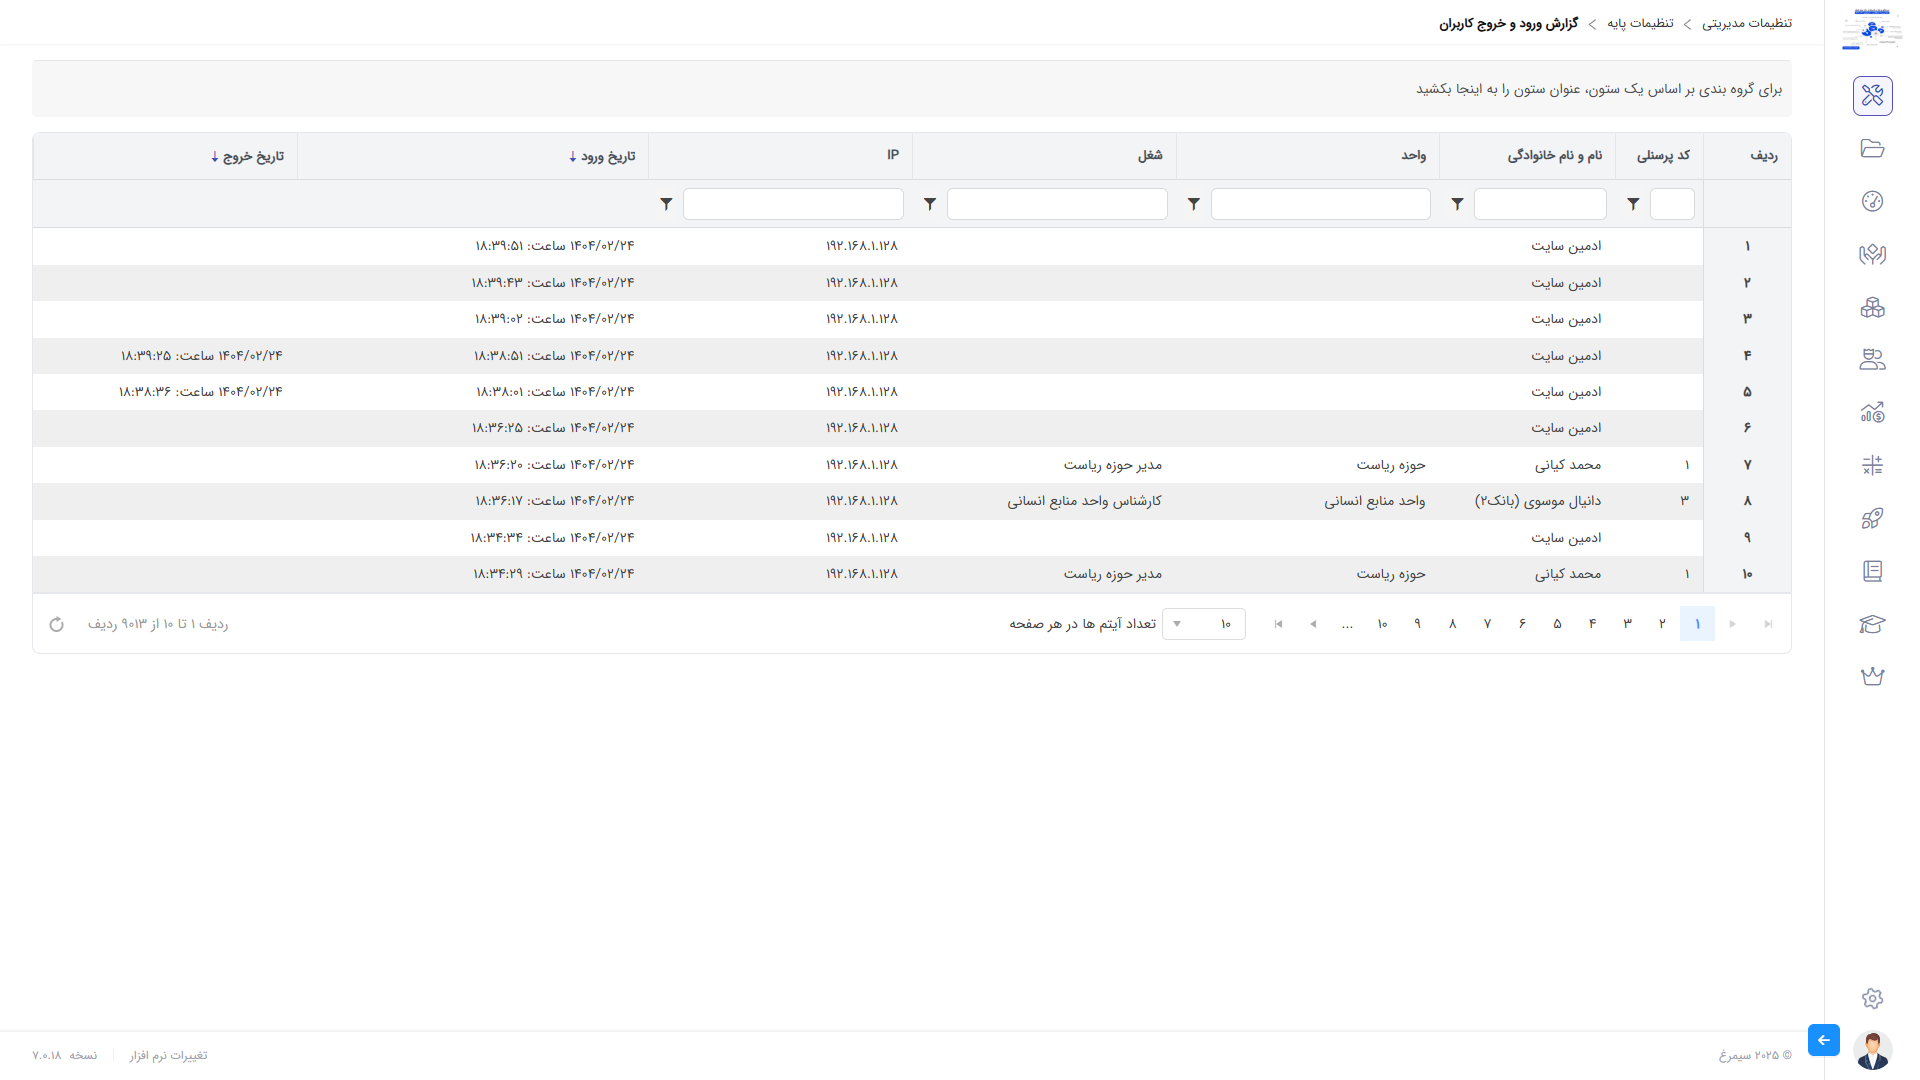 تنظیمات مدیریتی > تنظیمات پایه > گزارش ورود و خروج کاربران
برای گروه بندی بر اساس یک ستون، عنوان ستون را به اینجا بکشید
ردیف کد پرسنلی نام و نام خانوادگی واحد شغل IP تاریخ ورود تاریخ خروج
۱ ادمین سایت ۱۹۲.۱۶۸.۱.۱۲۸ ۱۴۰۴/۰۲/۲۴ ساعت: ۱۸:۳۹:۵۱
۲ ادمین سایت ۱۹۲.۱۶۸.۱.۱۲۸ ۱۴۰۴/۰۲/۲۴ ساعت: ۱۸:۳۹:۴۳
۳ ادمین سایت ۱۹۲.۱۶۸.۱.۱۲۸ ۱۴۰۴/۰۲/۲۴ ساعت: ۱۸:۳۹:۰۲
۴ ادمین سایت ۱۹۲.۱۶۸.۱.۱۲۸ ۱۴۰۴/۰۲/۲۴ ساعت: ۱۸:۳۸:۵۱ ۱۴۰۴/۰۲/۲۴ ساعت: ۱۸:۳۹:۲۵
۵ ادمین سایت ۱۹۲.۱۶۸.۱.۱۲۸ ۱۴۰۴/۰۲/۲۴ ساعت: ۱۸:۳۸:۰۱ ۱۴۰۴/۰۲/۲۴ ساعت: ۱۸:۳۸:۳۶
۶ ادمین سایت ۱۹۲.۱۶۸.۱.۱۲۸ ۱۴۰۴/۰۲/۲۴ ساعت: ۱۸:۳۶:۲۵
۷ ۱ محمد کیانی حوزه ریاست مدیر حوزه ریاست ۱۹۲.۱۶۸.۱.۱۲۸ ۱۴۰۴/۰۲/۲۴ ساعت: ۱۸:۳۶:۲۰
۸ ۳ دانیال موسوی (بانک۲) واحد منابع انسانی کارشناس واحد منابع انسانی ۱۹۲.۱۶۸.۱.۱۲۸ ۱۴۰۴/۰۲/۲۴ ساعت: ۱۸:۳۶:۱۷
۹ ادمین سایت ۱۹۲.۱۶۸.۱.۱۲۸ ۱۴۰۴/۰۲/۲۴ ساعت: ۱۸:۳۴:۳۴
۱۰ ۱ محمد کیانی حوزه ریاست مدیر حوزه ریاست ۱۹۲.۱۶۸.۱.۱۲۸ ۱۴۰۴/۰۲/۲۴ ساعت: ۱۸:۳۴:۲۹
۱ ۲ ۳ ۴ ۵ ۶ ۷ ۸ ۹ ۱۰ ... ۱۰ تعداد آیتم ها در هر صفحه ردیف ۱ تا ۱۰ از ۹۰۱۳ ردیف
© ۲۰۲۵ سیمرغ تغییرات نرم افزار نسخه ۷.۰.۱۸